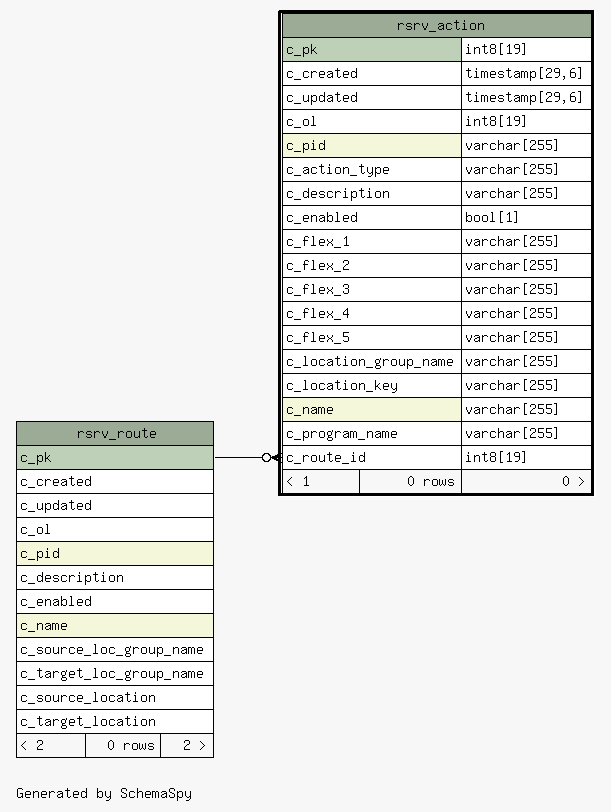 rsrv_action
c_pk int8[19]
c_created timestamp[29,6]
c_updated timestamp[29,6]
c_ol int8[19]
c_pid varchar[255]
c_action_type varchar[255]
c_description varchar[255]
c_enabled bool[1]
c_flex_1 varchar[255]
c_flex_2 varchar[255]
c_flex_3 varchar[255]
c_flex_4 varchar[255]
c_flex_5 varchar[255]
c_location_group_name varchar[255]
c_location_key varchar[255]
c_name varchar[255]
c_program_name varchar[255]
c_route_id int8[19]
< 1 0 rows 0 >
rsrv_route
c_pk
c_created
c_updated
c_ol
c_pid
c_description
c_enabled
c_name
c_source_loc_group_name
c_target_loc_group_name
c_source_location
c_target_location
< 2 0 rows 2 >
Generated by SchemaSpy